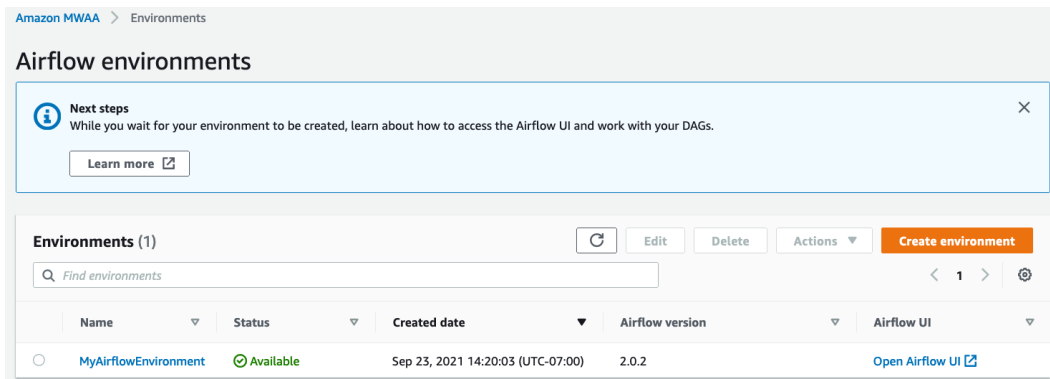 Amazon MWAA > Environments
Airflow environments
Next steps
While you wait for your environment to be created, learn about how to access the Airflow UI and work with your DAGs.
Learn more
Environments (1)
Edit Delete Actions Create environment
Find environments
1
Name Status Created date Airflow version Airflow UI
MyAirflowEnvironment Available Sep 23, 2021 14:20:03 (UTC-07:00) 2.0.2 Open Airflow UI